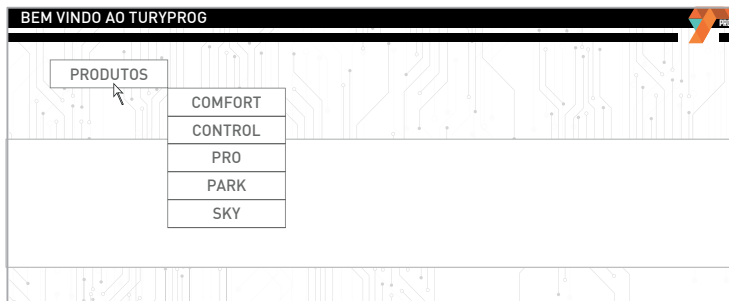 BEM VINDO AO TURYPROG
PRODUTOS
COMFORT
CONTROL
PRO
PARK
SKY